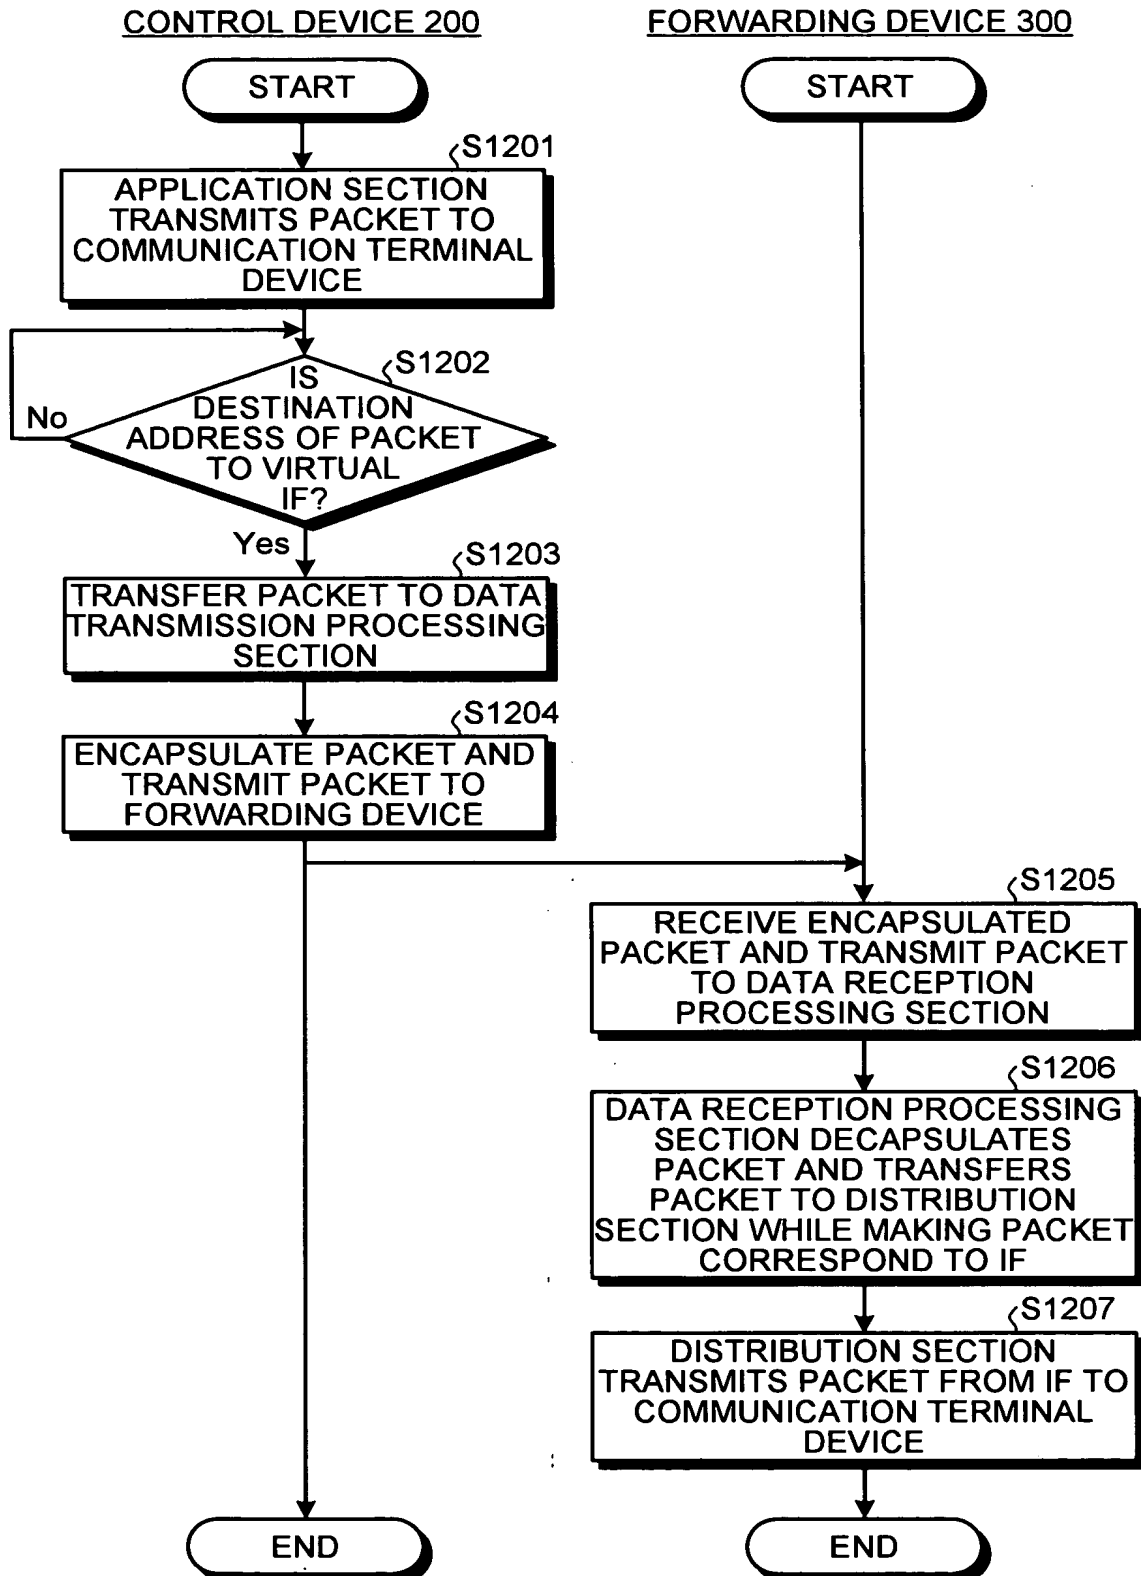 CONTROL DEVICE 200
FORWARDING DEVICE 300
START
START
S1201
APPLICATION SECTION
TRANSMITS PACKET TO
COMMUNICATION TERMINAL
DEVICE
S1202
IS
DESTINATION
ADDRESS OF PACKET
TO VIRTUAL
IF?
No
Yes
S1203
TRANSFER PACKET TO DATA
TRANSMISSION PROCESSING
SECTION
S1204
ENCAPSULATE PACKET AND
TRANSMIT PACKET TO
FORWARDING DEVICE
S1205
RECEIVE ENCAPSULATED
PACKET AND TRANSMIT PACKET
TO DATA RECEPTION
PROCESSING SECTION
S1206
DATA RECEPTION PROCESSING
SECTION DECAPSULATES
PACKET AND TRANSFERS
PACKET TO DISTRIBUTION
SECTION WHILE MAKING PACKET
CORRESPOND TO IF
S1207
DISTRIBUTION SECTION
TRANSMITS PACKET FROM IF TO
COMMUNICATION TERMINAL
DEVICE
END
END